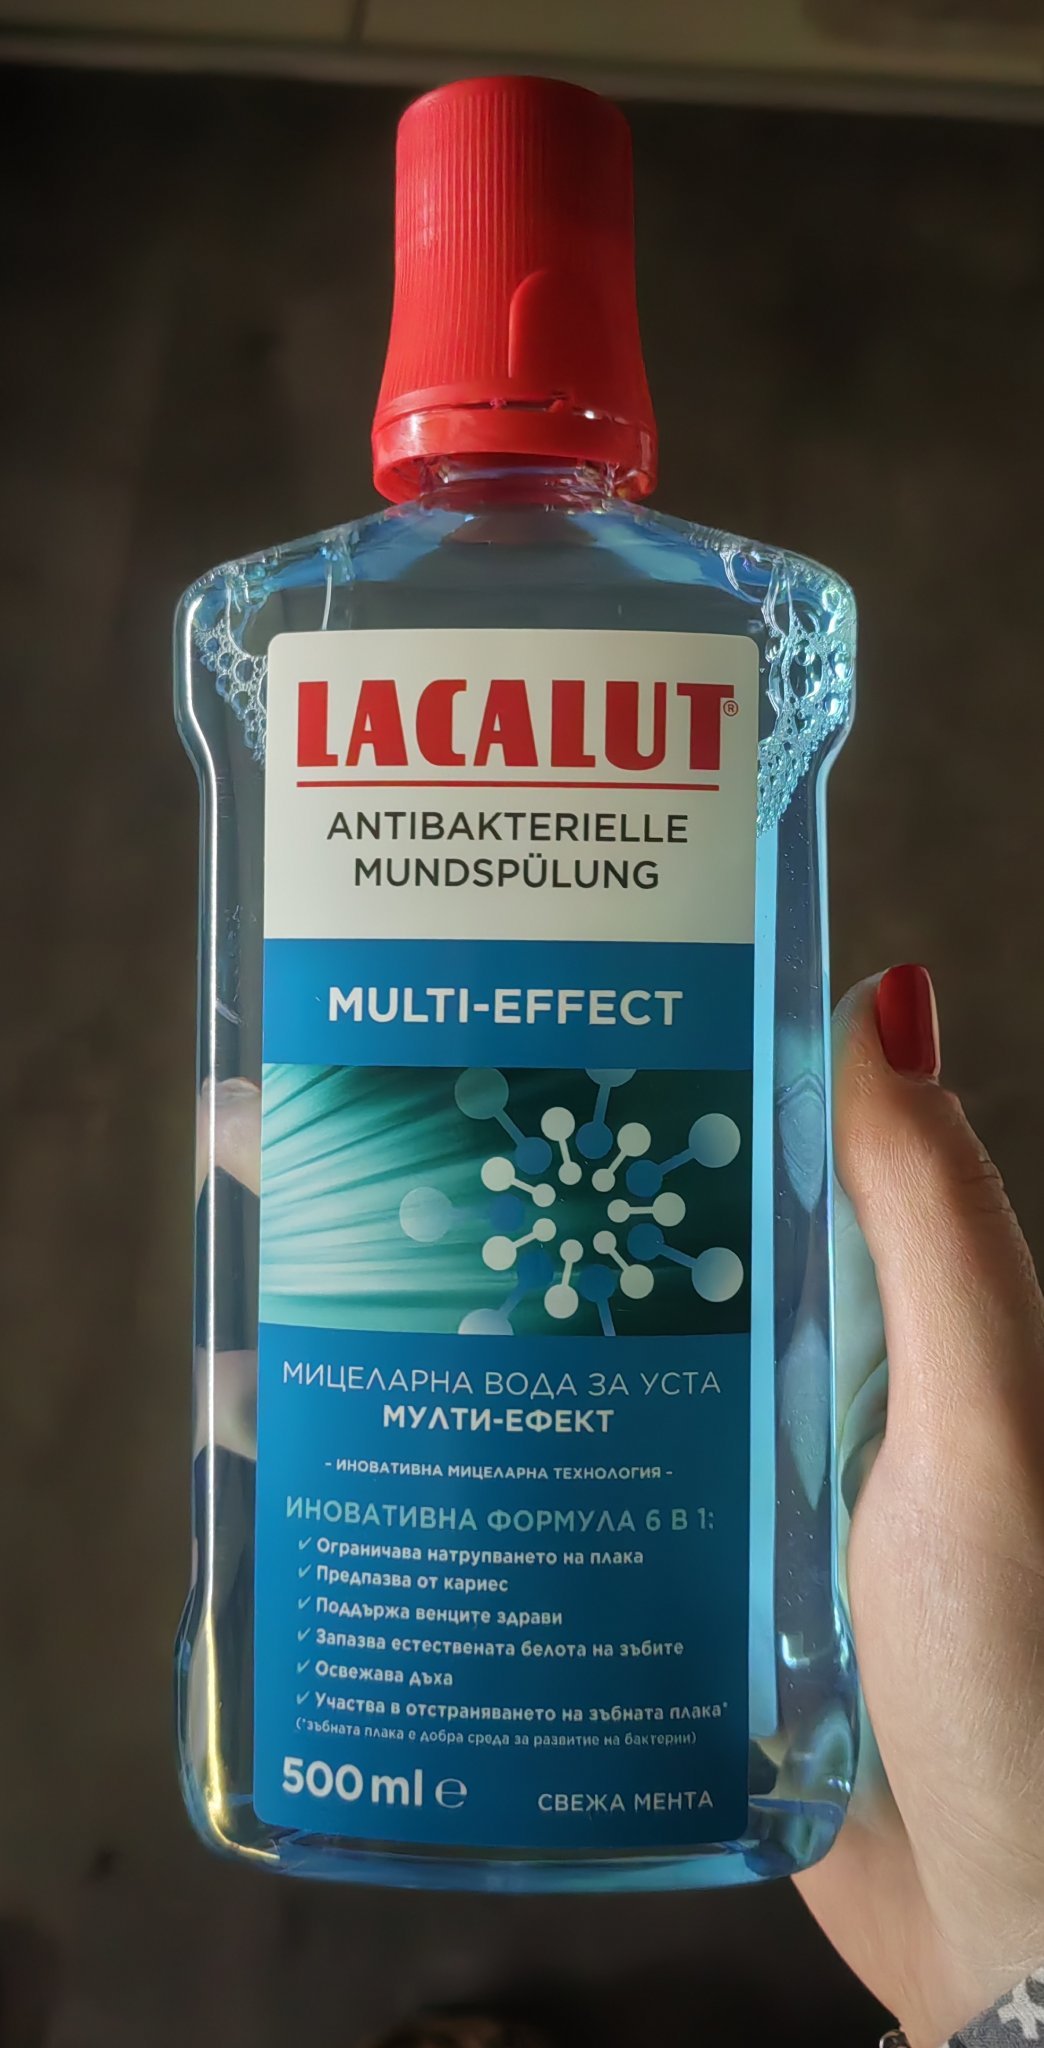 LACALUT®
ANTIBAKTERIELLE
MUNDSPÜLUNG
MULTI-EFFECT
МИЦЕЛАРНА ВОДА ЗА УСТА
МУЛТИ-ЕФЕКТ
- ИНОВАТИВНА МИЦЕЛАРНА ТЕХНОЛОГИЯ -
ИНОВАТИВНА ФОРМУЛА 6 В 1:
✓ Ограничава натрупването на плака
✓ Предпазва от кариес
✓ Поддържа венците здрави
✓ Запазва естествената белота на зъбите
✓ Освежава дъха
✓ Участва в отстраняването на зъбната плака*
(*зъбната плака е добра среда за развитие на бактерии)
500 ml ℮
СВЕЖА МЕНТА